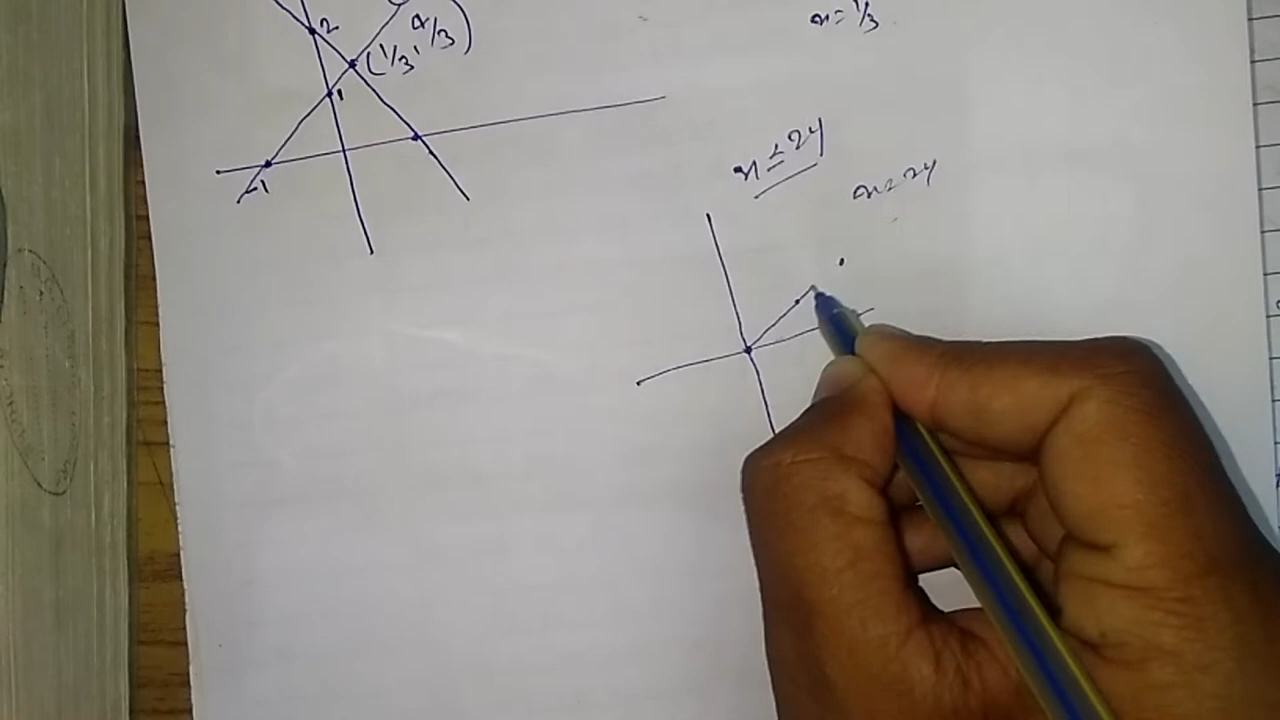 2
(1/3, 4/3)
1
-1
x = 1/3
x ≤ 2y
x = 2y